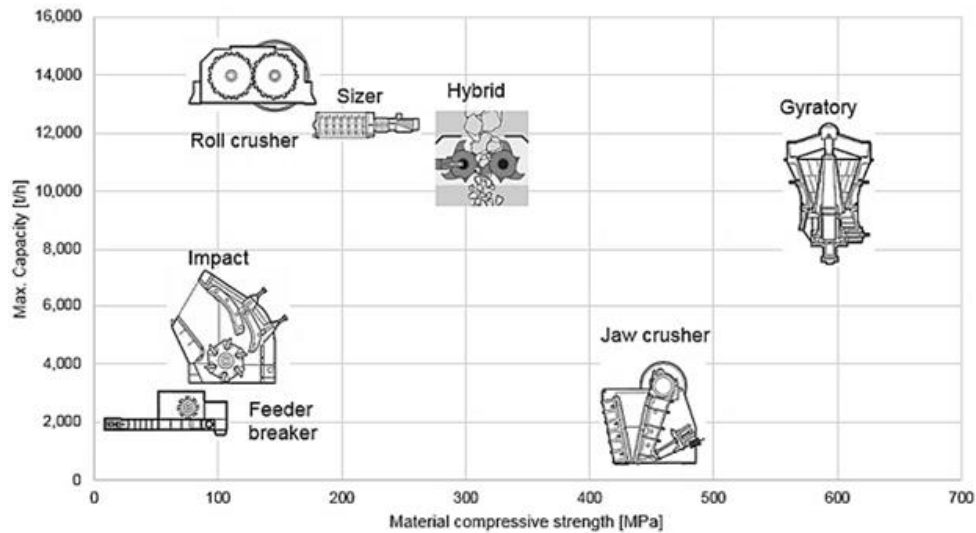 16,000
14,000
12,000
10,000
8,000
6,000
4,000
2,000
0
Max. Capacity [t/h]
Roll crusher
Sizer
Hybrid
Gyratory
Impact
Feeder
breaker
Jaw crusher
0 100 200 300 400 500 600 700
Material compressive strength [MPa]